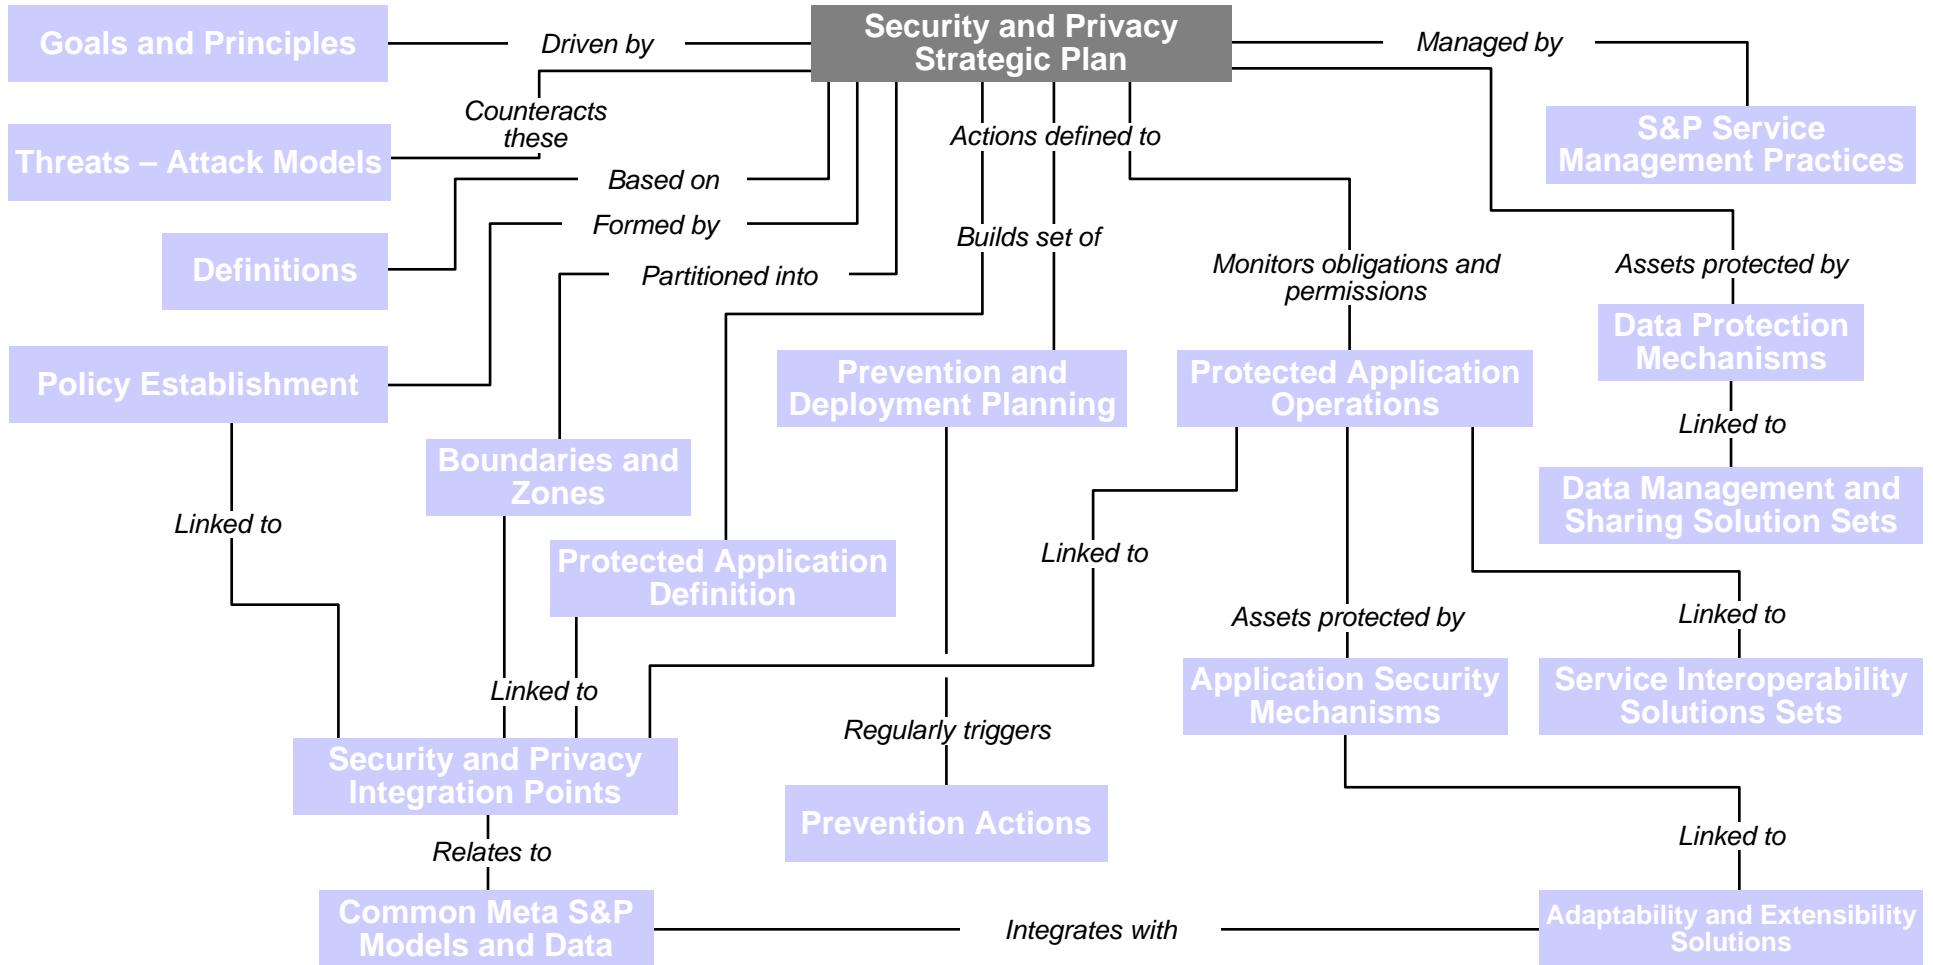 Goals and Principles
Driven by
Security and Privacy
Strategic Plan
Managed by
Counteracts
these
Actions defined to
S&P Service
Management Practices
Threats – Attack Models
Based on
Formed by
Builds set of
Definitions
Partitioned into
Monitors obligations and
permissions
Assets protected by
Data Protection
Mechanisms
Policy Establishment
Prevention and
Deployment Planning
Protected Application
Operations
Linked to
Boundaries and
Zones
Data Management and
Sharing Solution Sets
Linked to
Linked to
Protected Application
Definition
Assets protected by
Linked to
Linked to
Application Security
Mechanisms
Service Interoperability
Solutions Sets
Regularly triggers
Security and Privacy
Integration Points
Prevention Actions
Linked to
Relates to
Common Meta S&P
Models and Data
Integrates with
Adaptability and Extensibility
Solutions